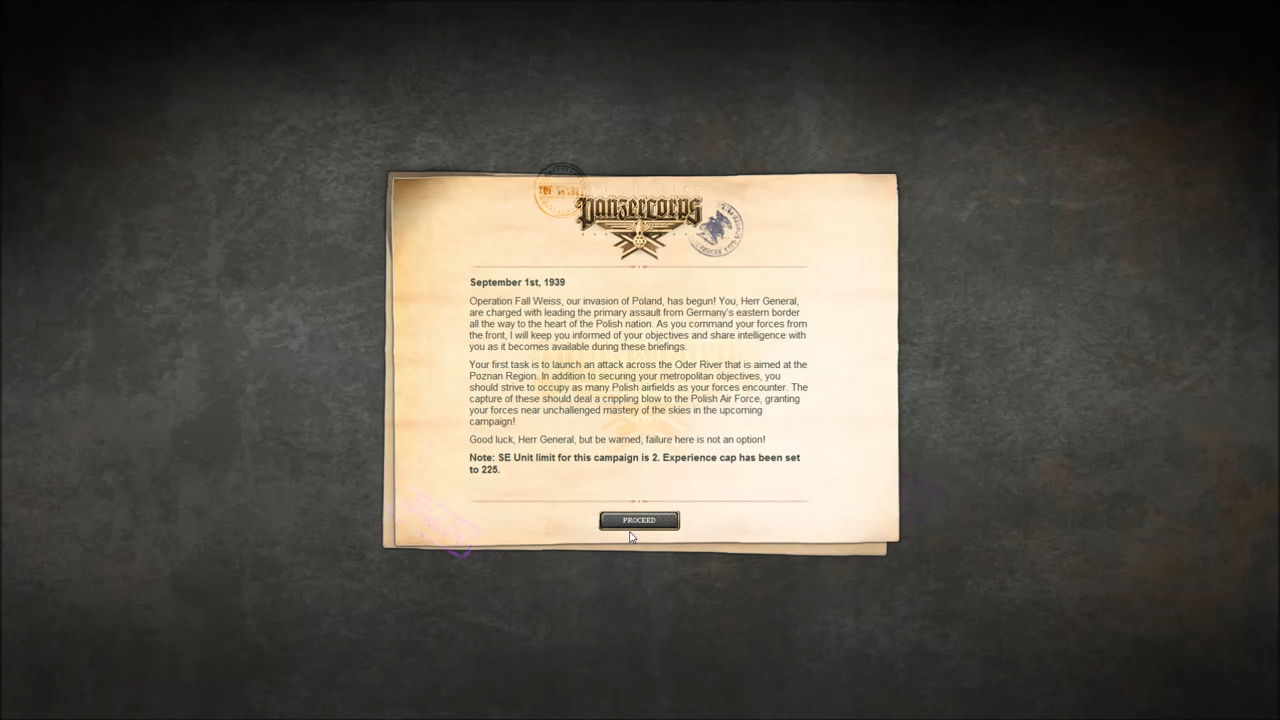 panzercorps
September 1st, 1939
Operation Fall Weiss, our invasion of Poland, has begun! You, Herr General,
are charged with leading the primary assault from Germany's eastern border
all the way to the heart of the Polish nation. As you command your forces from
the front, I will keep you informed of your objectives and share intelligence with
you as it becomes available during these briefings.
Your first task is to launch an attack across the Oder River that is aimed at the
Poznan Region. In addition to securing your metropolitan objectives, you
should strive to occupy as many Polish airfields as your forces encounter. The
capture of these should deal a crippling blow to the Polish Air Force, granting
your forces near unchallenged mastery of the skies in the upcoming
campaign!
Good luck, Herr General, but be warned, failure here is not an option!
Note: SE Unit limit for this campaign is 2. Experience cap has been set
to 225.
PROCEED